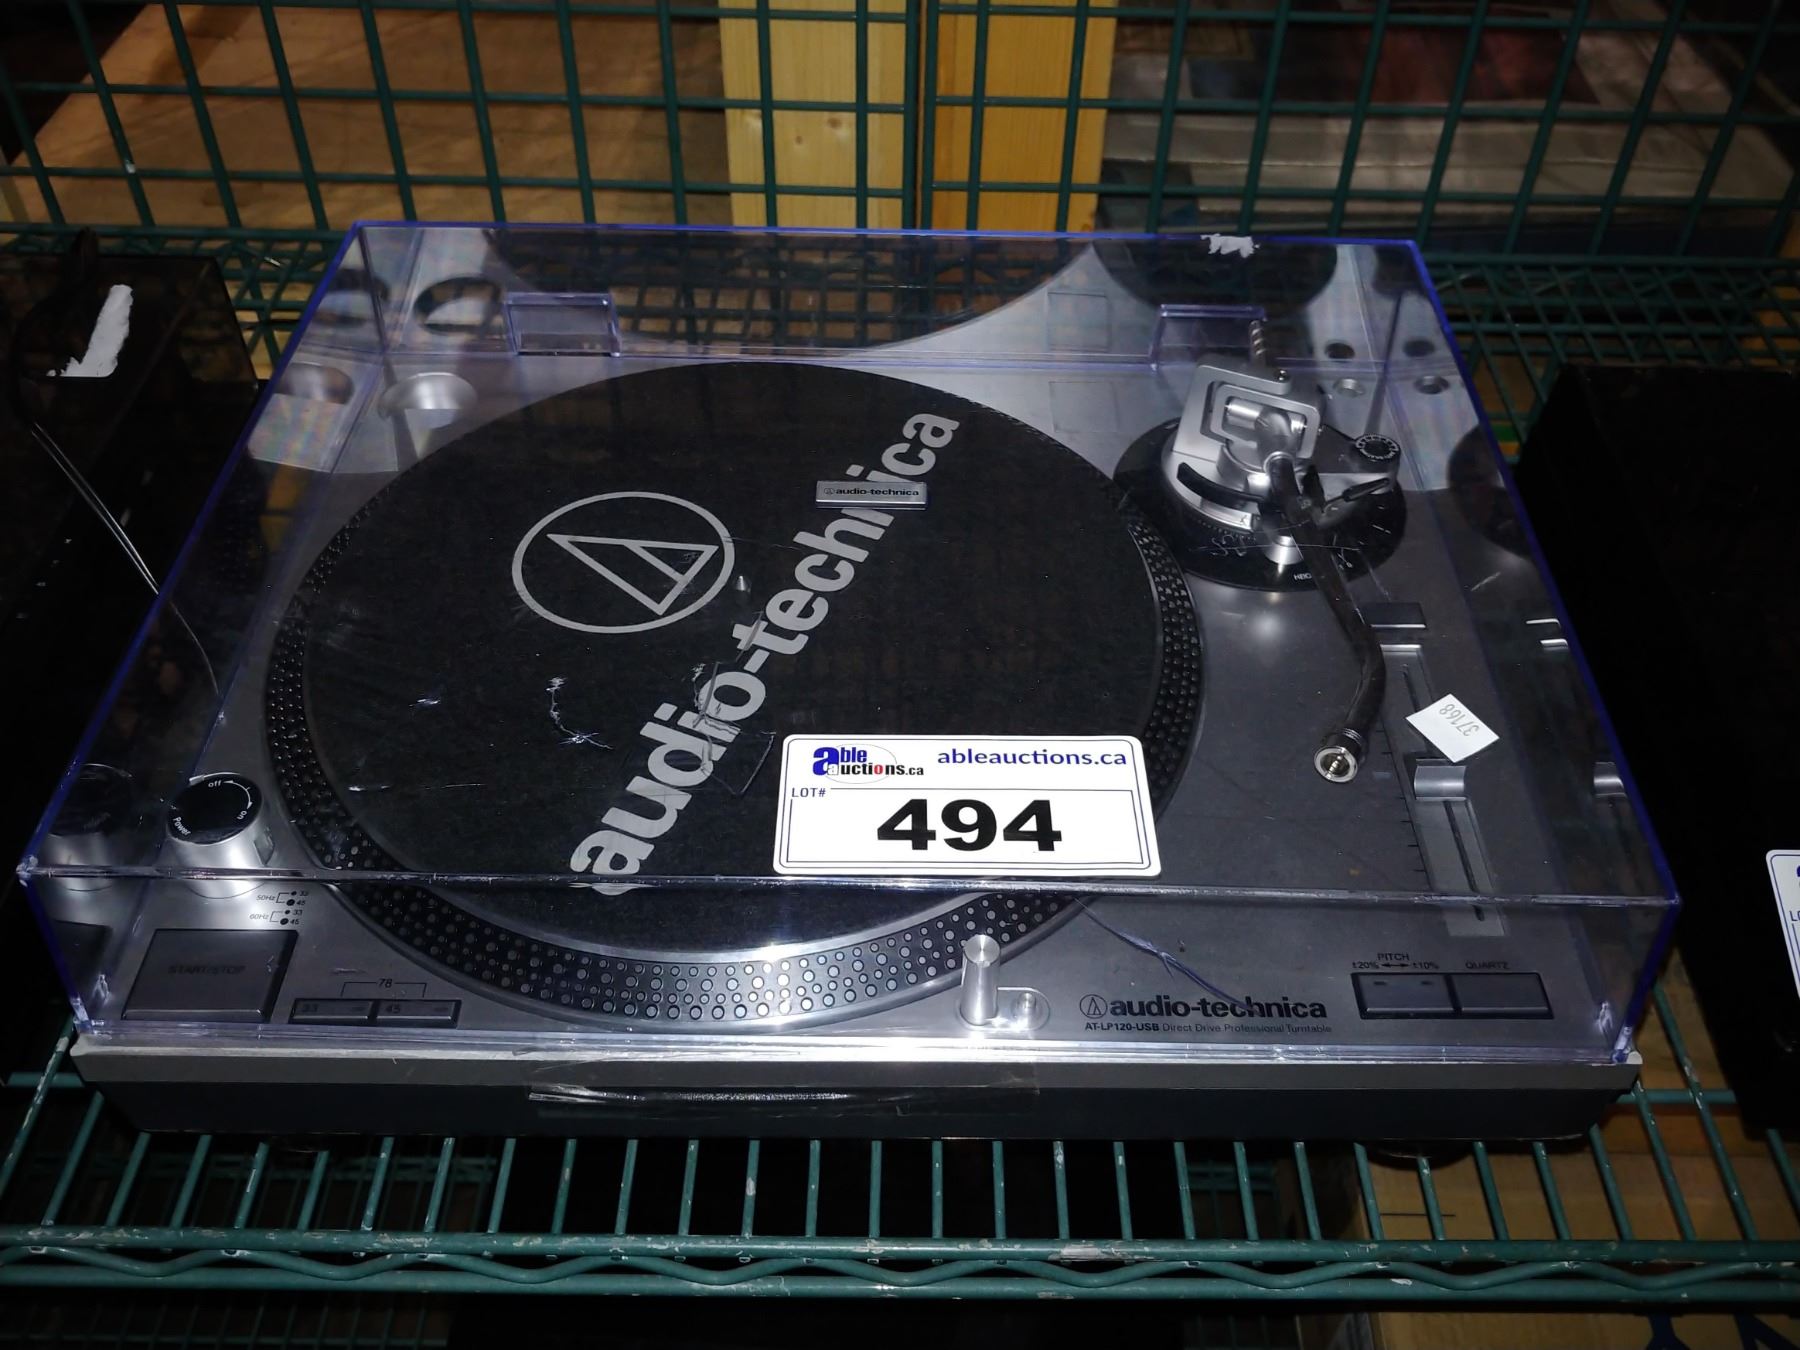 audio-technica
audio-technica
able auctions.ca
ableauctions.ca
LOT#
494
37168
off
on
Power
50Hz
33
45
60Hz
33
45
START/STOP
78
33
45
PITCH
±20%
±10%
QUARTZ
audio-technica
AT-LP120-USB Direct Drive Professional Turntable